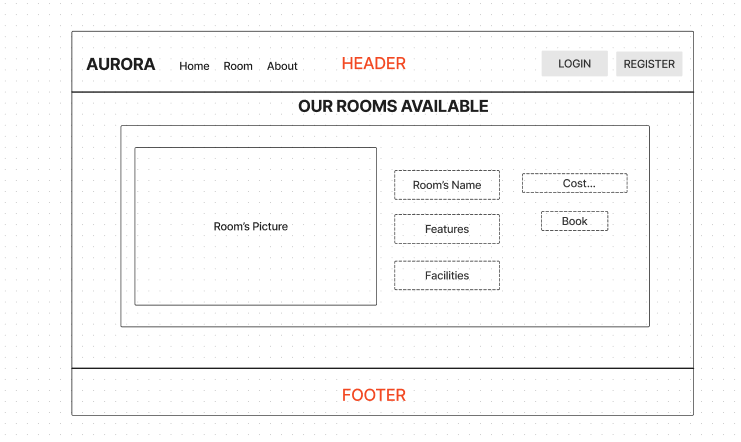 AURORA Home Room About HEADER LOGIN REGISTER
OUR ROOMS AVAILABLE
Room's Picture
Room's Name
Features
Facilities
Cost...
Book
FOOTER